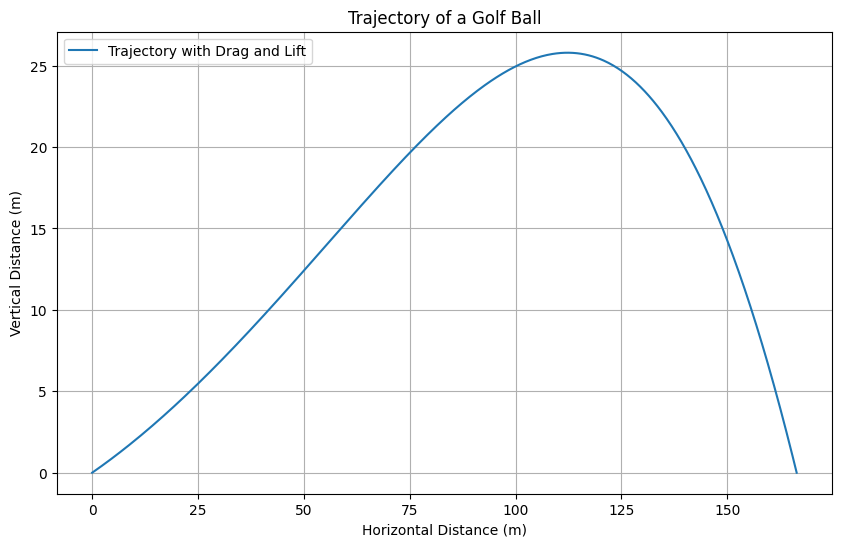 Trajectory of a Golf Ball
Trajectory with Drag and Lift
Vertical Distance (m)
25
20
15
10
5
0
0 25 50 75 100 125 150
Horizontal Distance (m)